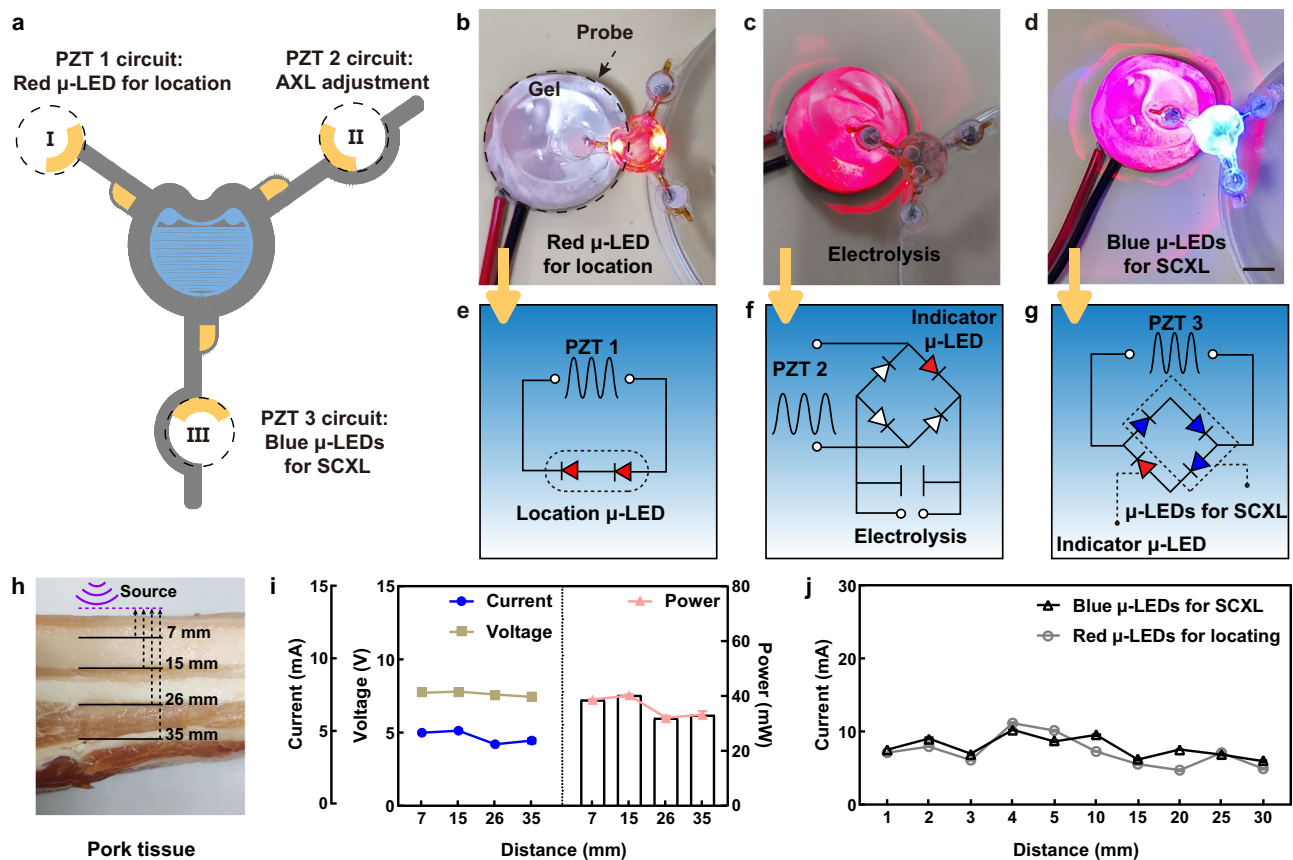 a
PZT 1 circuit:
Red μ-LED for location
PZT 2 circuit:
AXL adjustment
I
II
III
PZT 3 circuit:
Blue μ-LEDs
for SCXL
b
Probe
Gel
Red μ-LED
for location
c
Electrolysis
d
Blue μ-LEDs
for SCXL
e
PZT 1
Location μ-LED
f
Indicator
μ-LED
PZT 2
Electrolysis
g
PZT 3
μ-LEDs for SCXL
Indicator μ-LED
h
Source
7 mm
15 mm
26 mm
35 mm
Pork tissue
i
Current (mA)
15
10
5
0
Voltage (V)
15
10
5
0
Current
Voltage
Power
80
60
40
20
0
Power (mW)
7 15 26 35 7 15 26 35
Distance (mm)
j
Current (mA)
30
20
10
0
Blue μ-LEDs for SCXL
Red μ-LEDs for locating
1 2 3 4 5 10 15 20 25 30
Distance (mm)